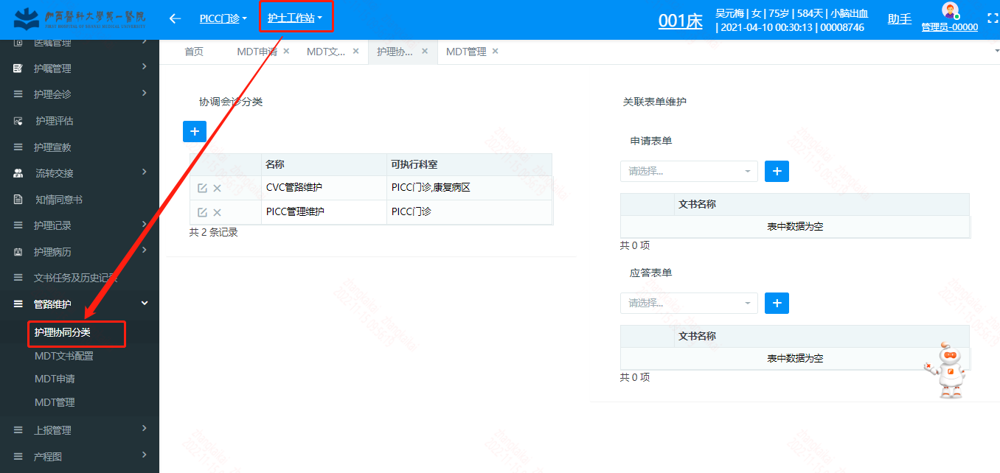 广西醫科大學第一醫院
FIRST HOSPITAL OF GUANGXI MEDICAL UNIVERSITY
PICC门诊
护士工作站
001床
吴元梅 | 女 | 75岁 | 584天 | 小脑出血
| 2021-04-10 00:30:13 | 00008746
助手
管理员-00000
医嘱管理
护嘱管理
护理会诊
护理评估
护理宣教
流转交接
知情同意书
护理记录
护理病历
文书任务及历史记录
管路维护
护理协同分类
MDT文书配置
MDT申请
MDT管理
上报管理
产程图
首页
MDT申请
MDT文...
护理协...
MDT管理
协调会诊分类
名称 可执行科室
CVC管路维护 PICC门诊,康复病区
PICC管理维护 PICC门诊
共 2 条记录
关联表单维护
申请表单
请选择...
文书名称
表中数据为空
共 0 项
应答表单
请选择...
文书名称
表中数据为空
共 0 项